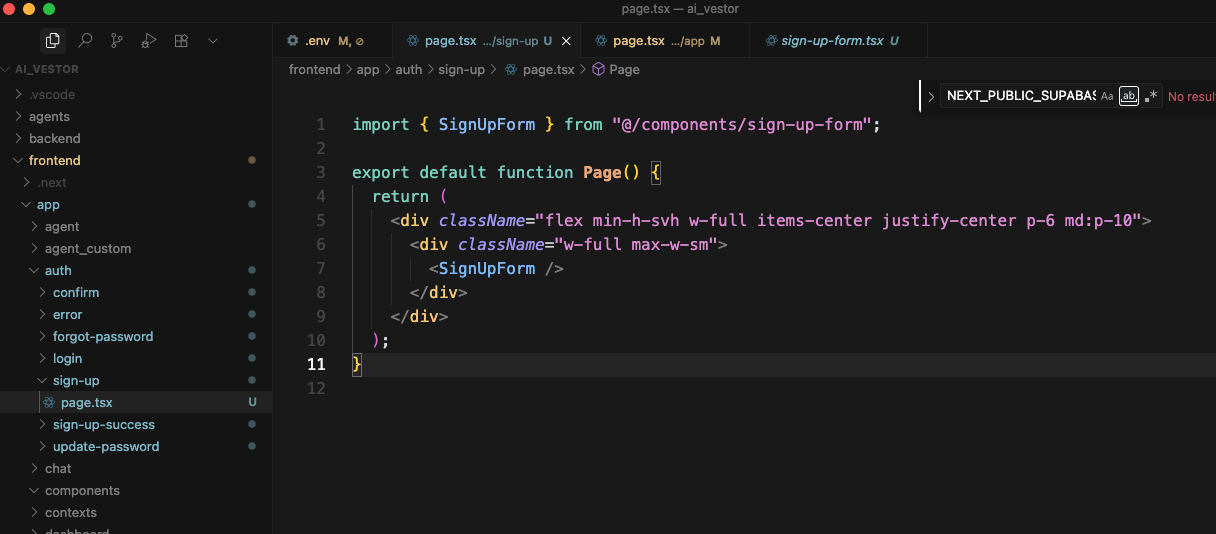 page.tsx — ai_vestor
.env M, ⊘
page.tsx .../sign-up U
page.tsx .../app M
sign-up-form.tsx U
AI_VESTOR
.vscode
agents
backend
frontend
.next
app
agent
agent_custom
auth
confirm
error
forgot-password
login
sign-up
page.tsx U
sign-up-success
update-password
chat
components
contexts
dashboard
frontend > app > auth > sign-up > page.tsx > Page
NEXT_PUBLIC_SUPABAS Aa ab .* No resul
1 import { SignUpForm } from "@/components/sign-up-form";
2
3 export default function Page() {
4 return (
5 <div className="flex min-h-svh w-full items-center justify-center p-6 md:p-10">
6 <div className="w-full max-w-sm">
7 <SignUpForm />
8 </div>
9 </div>
10 );
11 }
12